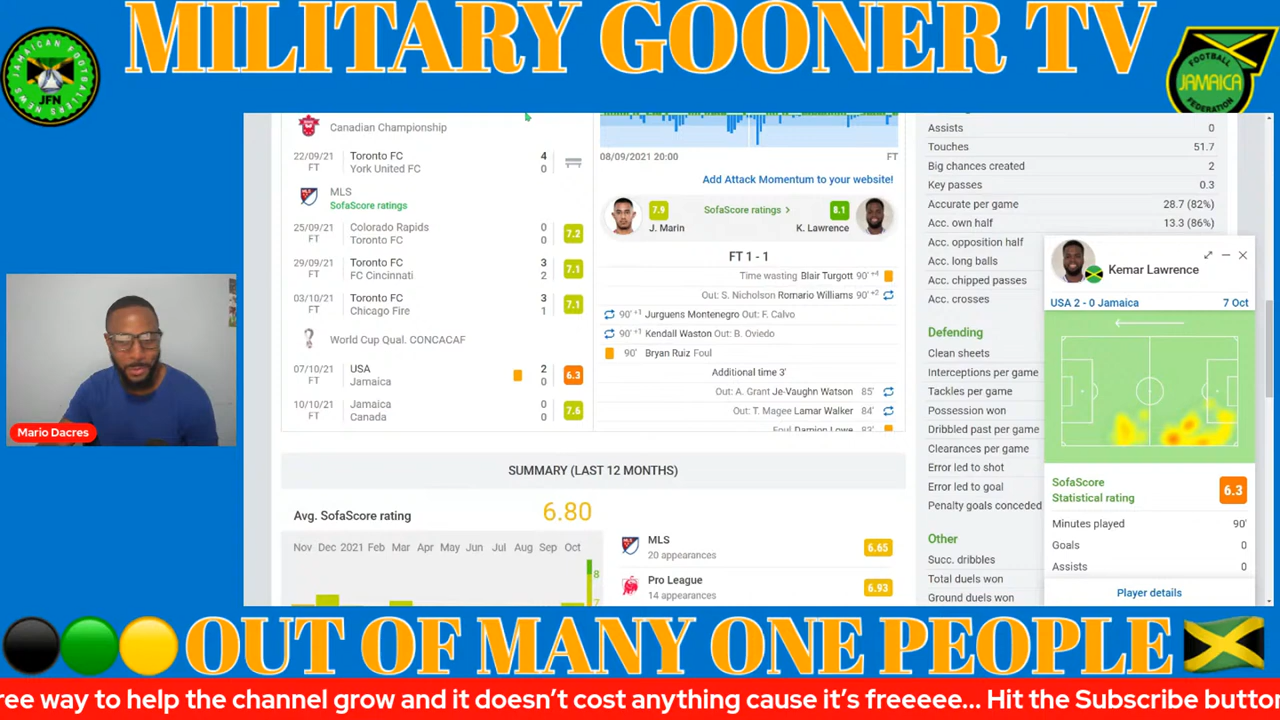 MILITARY GOONER TV
JAMAICAN FOOTBALLERS NEWS
JFN
FOOTBALL
JAMAICA
FEDERATION
Canadian Championship
22/09/21 Toronto FC 4
FT York United FC 0
MLS
SofaScore ratings
25/09/21 Colorado Rapids 0
FT Toronto FC 0
7.2
29/09/21 Toronto FC 3
FT FC Cincinnati 2
7.1
03/10/21 Toronto FC 3
FT Chicago Fire 1
7.1
World Cup Qual. CONCACAF
07/10/21 USA 2
FT Jamaica 0
6.3
10/10/21 Jamaica 0
FT Canada 0
7.6
08/09/2021 20:00 FT
Add Attack Momentum to your website!
7.9 SofaScore ratings > 8.1
J. Marin K. Lawrence
FT 1 - 1
Time wasting Blair Turgott 90'+4
Out: S. Nicholson Romario Williams 90'+2
90'+1 Jurguens Montenegro Out: F. Calvo
90'+1 Kendall Waston Out: B. Oviedo
90' Bryan Ruiz Foul
Additional time 3'
Out: A. Grant Je-Vaughn Watson 85'
Out: T. Magee Lamar Walker 84'
Foul Damion Lowe 83'
SUMMARY (LAST 12 MONTHS)
Avg. SofaScore rating 6.80
Nov Dec 2021 Feb Mar Apr May Jun Jul Aug Sep Oct
8
7
MLS
20 appearances
6.65
Pro League
14 appearances
6.93
Assists 0
Touches 51.7
Big chances created 2
Key passes 0.3
Accurate per game 28.7 (82%)
Acc. own half 13.3 (86%)
Acc. opposition half
Acc. long balls
Acc. chipped passes
Acc. crosses
Defending
Clean sheets
Interceptions per game
Tackles per game
Possession won
Dribbled past per game
Clearances per game
Error led to shot
Error led to goal
Penalty goals conceded
Other
Succ. dribbles
Total duels won
Ground duels won
Kemar Lawrence
USA 2 - 0 Jamaica 7 Oct
SofaScore
Statistical rating
6.3
Minutes played 90'
Goals 0
Assists 0
Player details
Mario Dacres
OUT OF MANY ONE PEOPLE
ree way to help the channel grow and it doesn't cost anything cause it's freeeee... Hit the Subscribe button